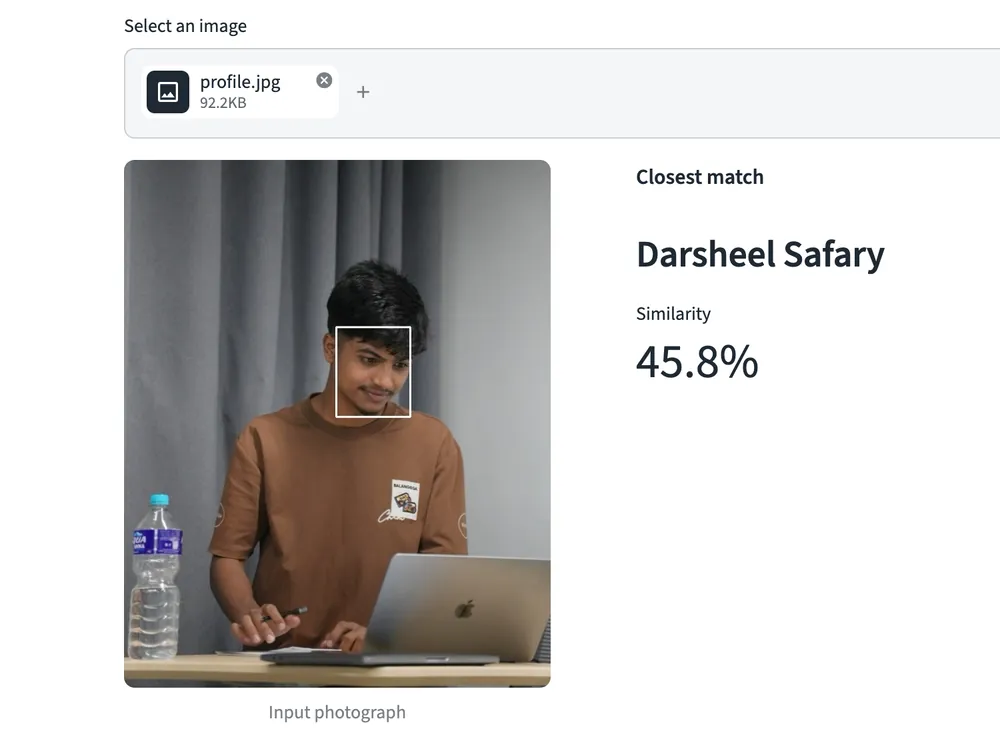 Select an image
profile.jpg
92.2KB
Closest match
Darsheel Safary
Similarity
45.8%
Input photograph